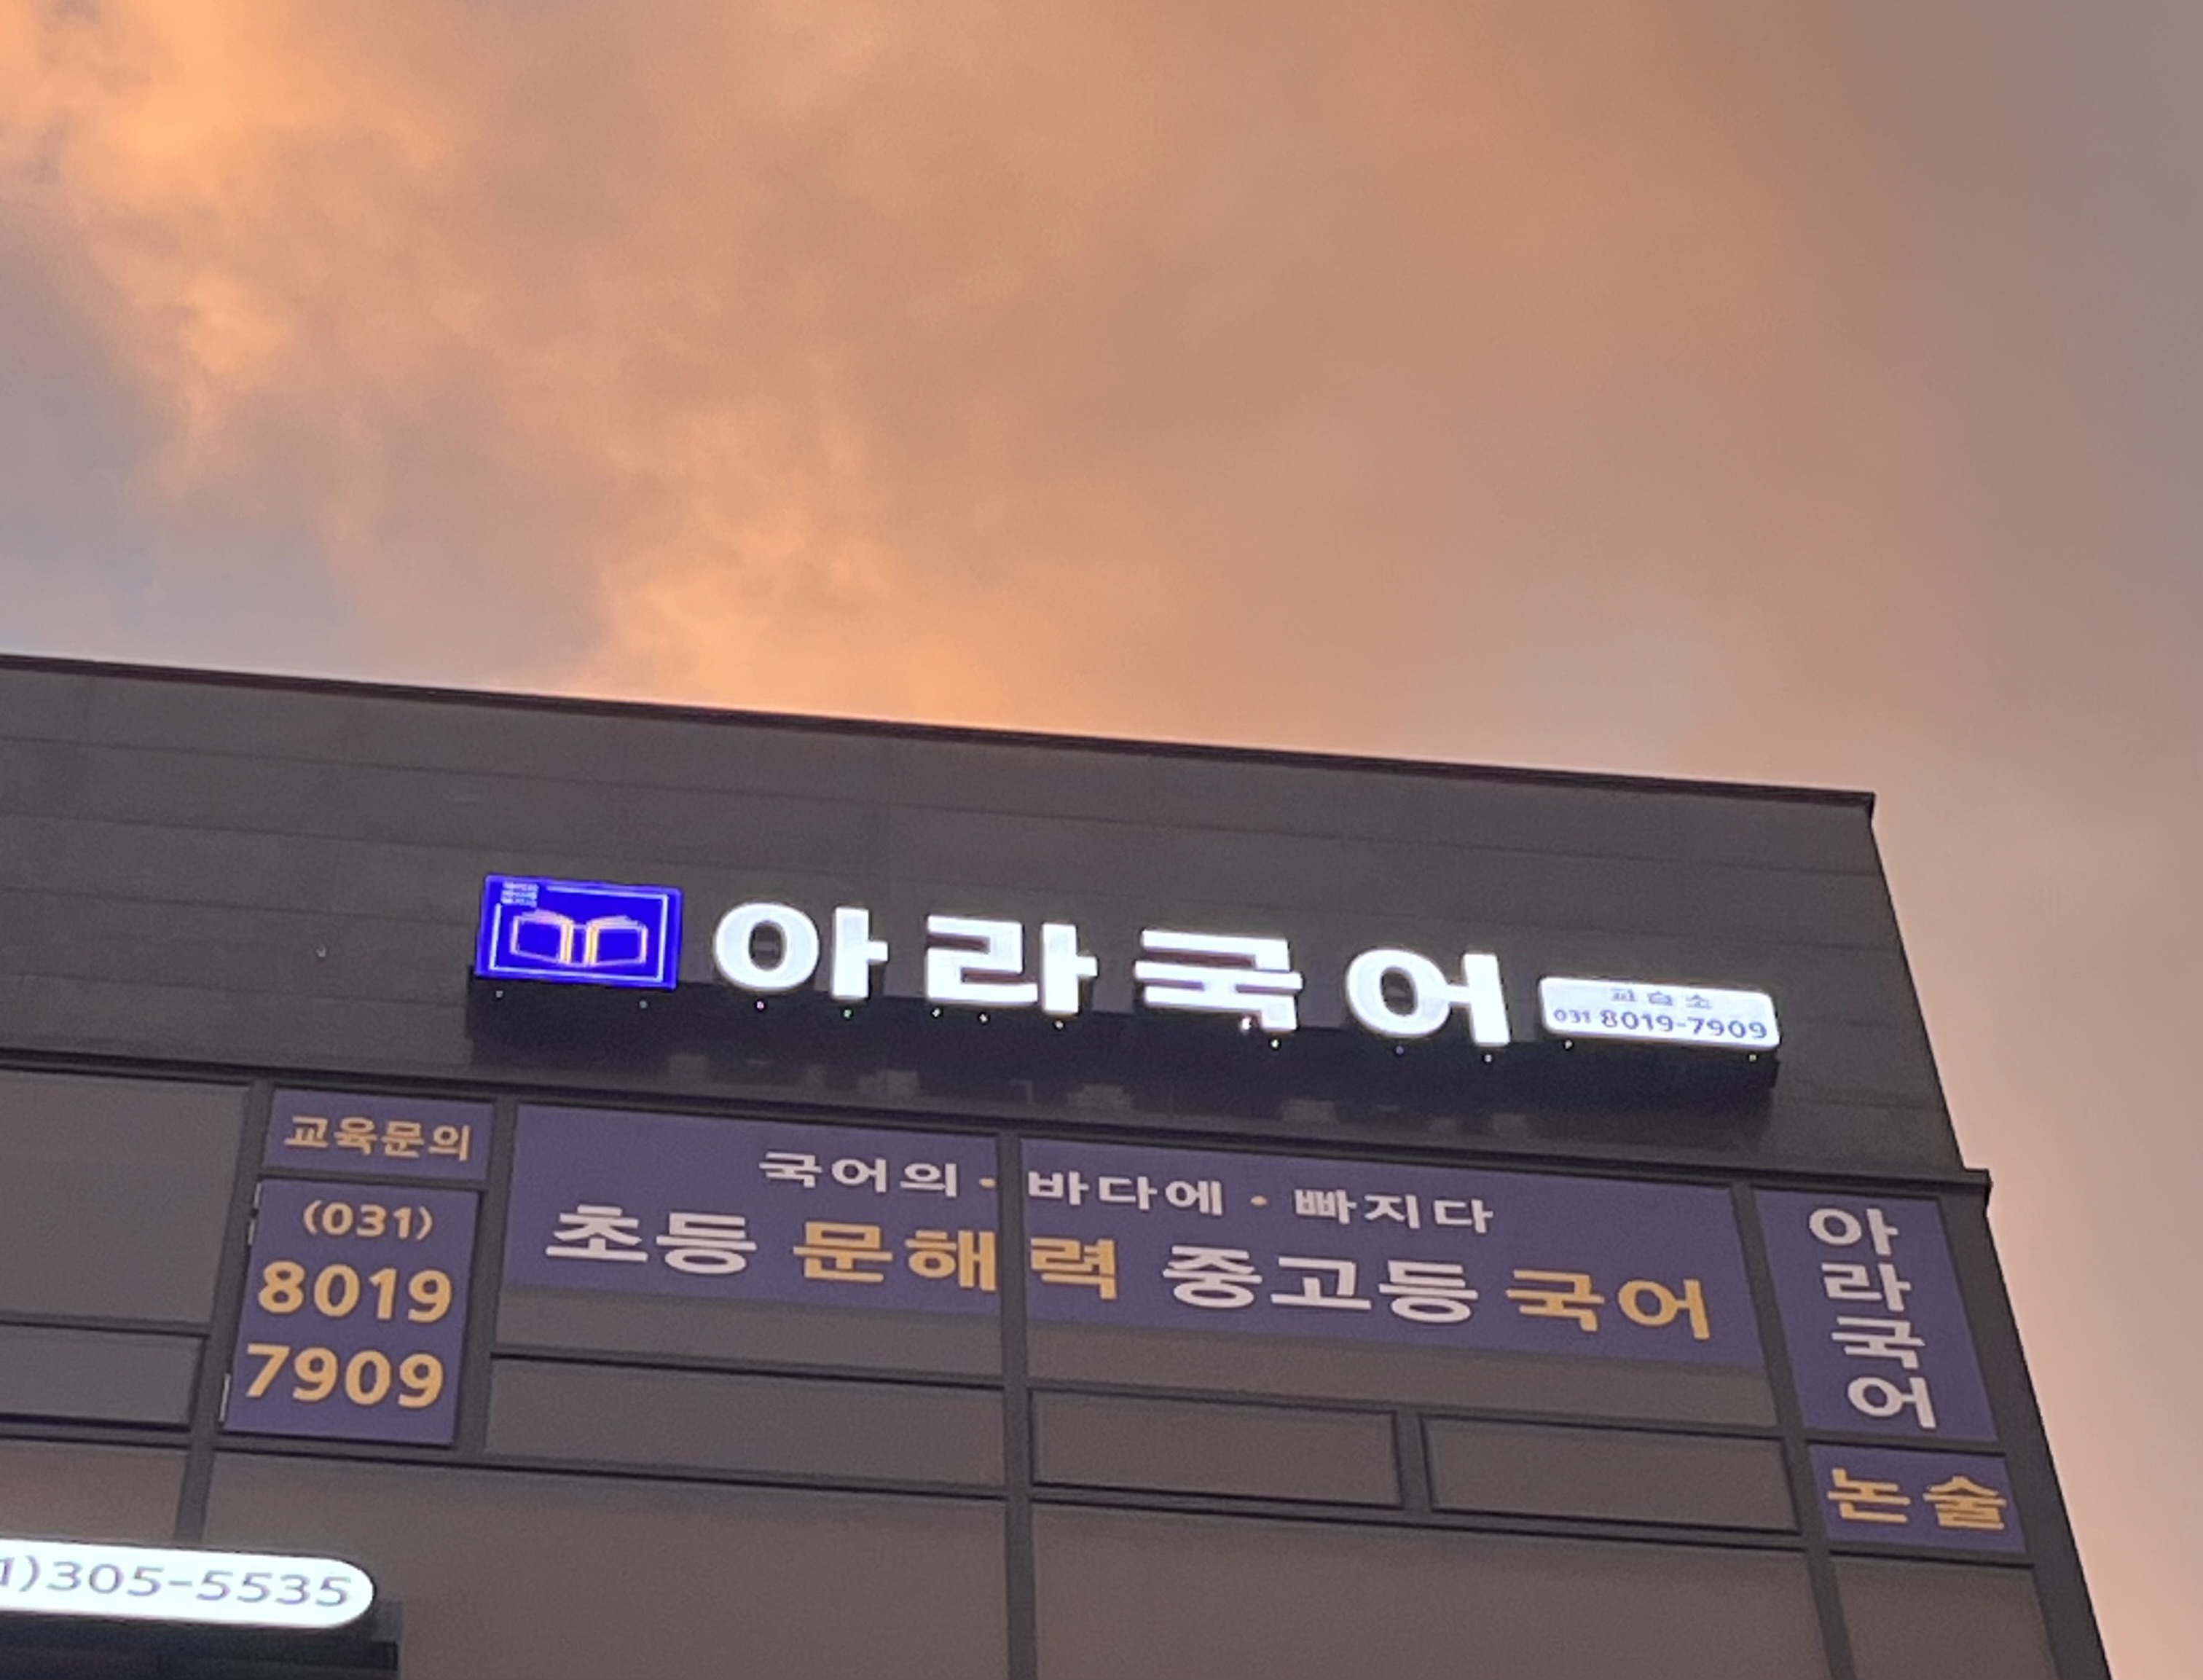 아라국어
교습소
031 8019-7909
교육문의
(031)
8019
7909
국어의·바다에·빠지다
초등 문해력 중고등 국어
아라국어
논술
1)305-5535